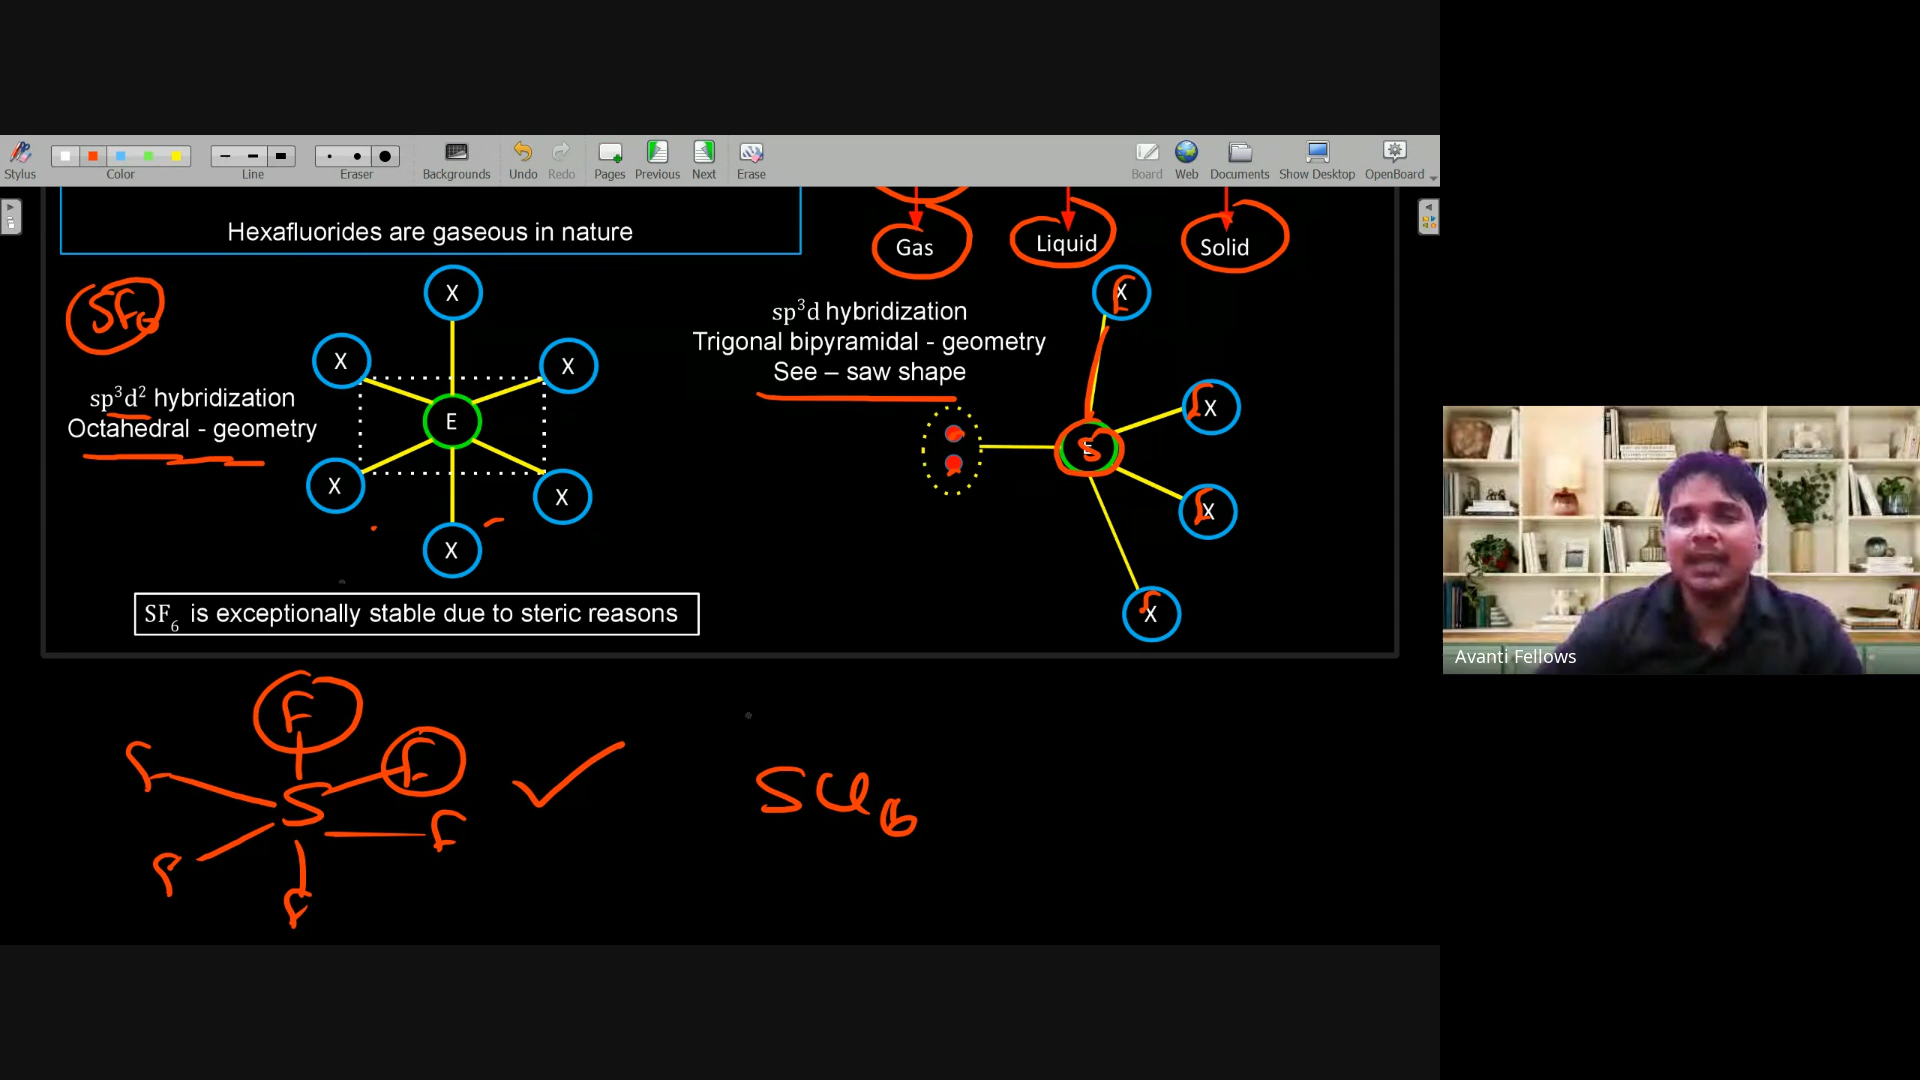 Stylus
Color
Line
Eraser
Backgrounds
Undo
Redo
Pages
Previous
Next
Erase
Board
Web
Documents
Show Desktop
OpenBoard
Hexafluorides are gaseous in nature
Gas
Liquid
Solid
SF6
sp³d² hybridization
Octahedral - geometry
X
X
X
E
X
X
X
sp³d hybridization
Trigonal bipyramidal - geometry
See – saw shape
X
X
S
X
X
SF₆ is exceptionally stable due to steric reasons
F
F
F
S
F
F
F
SCl6
Avanti Fellows